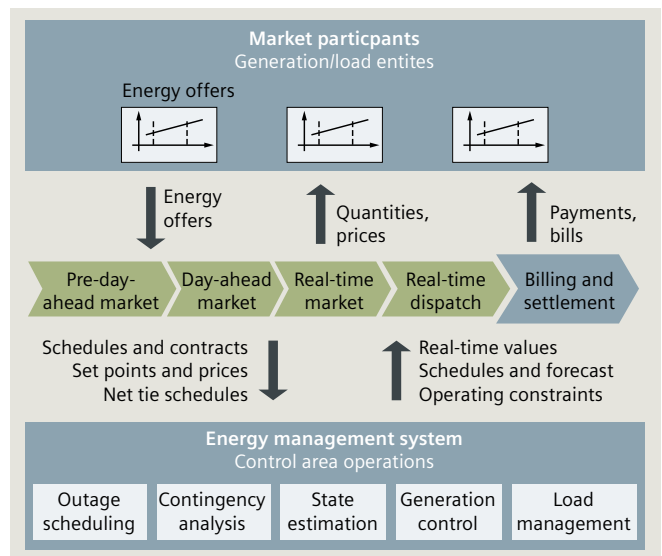 Market particpants
Generation/load entites
Energy offers
Energy
offers
Quantities,
prices
Payments,
bills
Pre-day-
ahead market
Day-ahead
market
Real-time
market
Real-time
dispatch
Billing and
settlement
Schedules and contracts
Set points and prices
Net tie schedules
Real-time values
Schedules and forecast
Operating constraints
Energy management system
Control area operations
Outage
scheduling
Contingency
analysis
State
estimation
Generation
control
Load
management